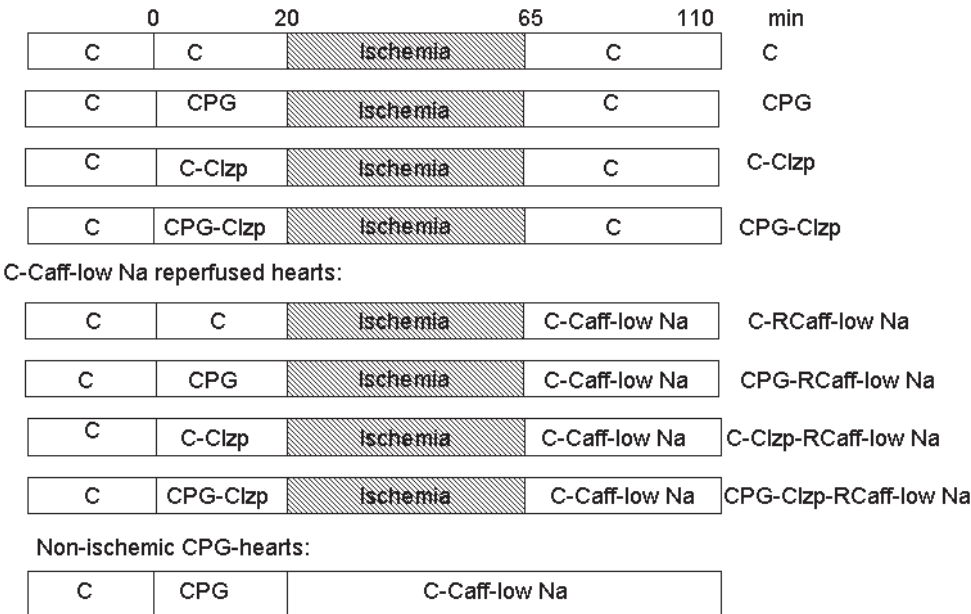 0 20 65 110 min
C C Ischemia C C
C CPG Ischemia C CPG
C C-Clzp Ischemia C C-Clzp
C CPG-Clzp Ischemia C CPG-Clzp
C-Caff-low Na reperfused hearts:
C C Ischemia C-Caff-low Na C-RCaff-low Na
C CPG Ischemia C-Caff-low Na CPG-RCaff-low Na
C C-Clzp Ischemia C-Caff-low Na C-Clzp-RCaff-low Na
C CPG-Clzp Ischemia C-Caff-low Na CPG-Clzp-RCaff-low Na
Non-ischemic CPG-hearts:
C CPG C-Caff-low Na